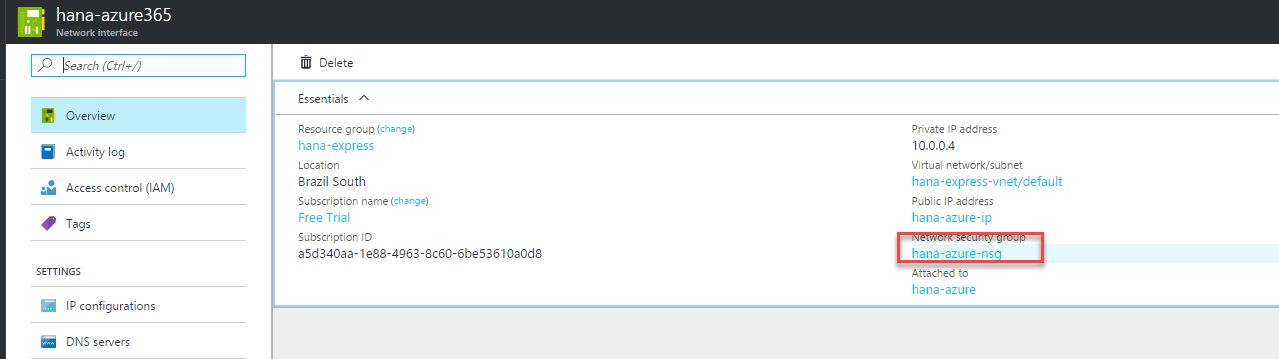 hana-azure365
Network interface
Search (Ctrl+/)
Overview
Activity log
Access control (IAM)
Tags
SETTINGS
IP configurations
DNS servers
Delete
Essentials
Resource group (change)
hana-express
Location
Brazil South
Subscription name (change)
Free Trial
Subscription ID
a5d340aa-1e88-4963-8c60-6be53610a0d8
Private IP address
10.0.0.4
Virtual network/subnet
hana-express-vnet/default
Public IP address
hana-azure-ip
Network security group
hana-azure-nsg
Attached to
hana-azure